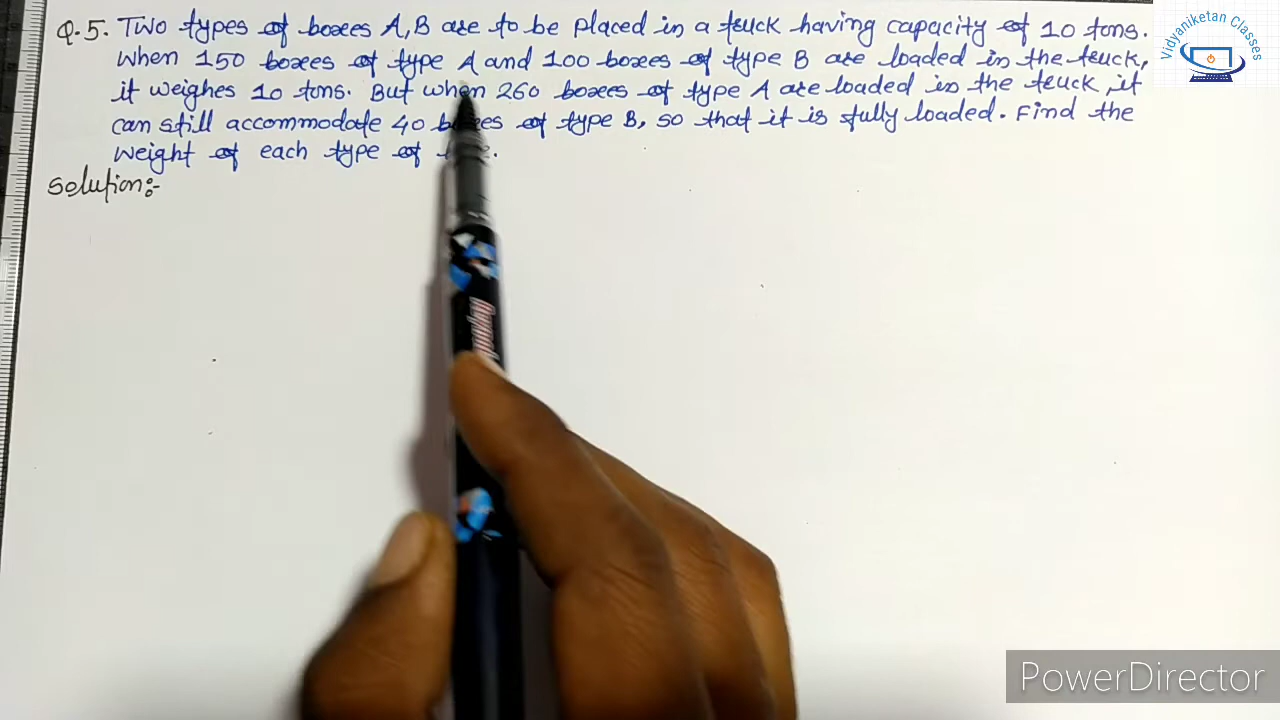 Q.5. Two types of boxes A, B are to be placed in a truck having capacity of 10 tons.
When 150 boxes of type A and 100 boxes of type B are loaded in the truck,
it weighes 10 tons. But when 260 boxes of type A are loaded in the truck, it
can still accommodate 40 boxes of type B, so that it is fully loaded. Find the
weight of each type of
Solution:-
Vidyaniketan Classes
PowerDirector